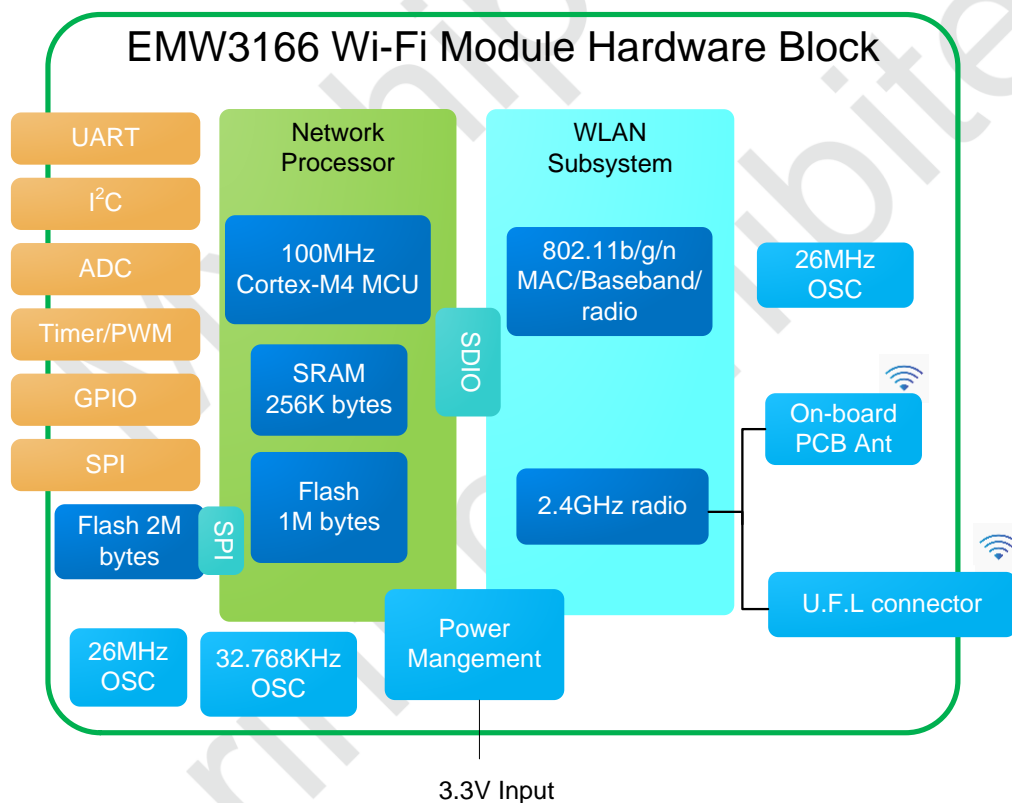 EMW3166 Wi-Fi Module Hardware Block
UART
I²C
ADC
Timer/PWM
GPIO
SPI
Flash 2M
bytes
SPI
Network
Processor
100MHz
Cortex-M4 MCU
SRAM
256K bytes
Flash
1M bytes
SDIO
WLAN
Subsystem
802.11b/g/n
MAC/Baseband/
radio
2.4GHz radio
26MHz
OSC
On-board
PCB Ant
U.F.L connector
26MHz
OSC
32.768KHz
OSC
Power
Mangement
3.3V Input